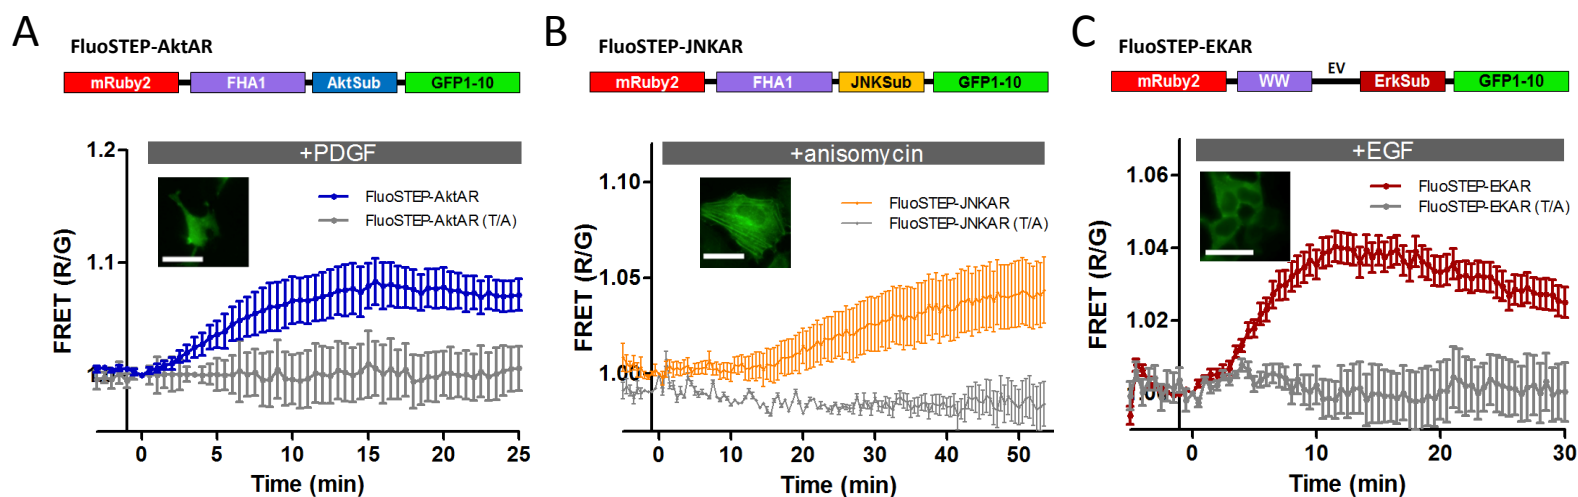 A
FluoSTEP-AktAR
mRuby2 FHA1 AktSub GFP1-10
+PDGF
FluoSTEP-AktAR
FluoSTEP-AktAR (T/A)
FRET (R/G)
1.2
1.1
0 5 10 15 20 25
Time (min)
B
FluoSTEP-JNKAR
mRuby2 FHA1 JNKSub GFP1-10
+anisomycin
FluoSTEP-JNKAR
FluoSTEP-JNKAR (T/A)
FRET (R/G)
1.10
1.05
1.00
0 10 20 30 40 50
Time (min)
C
FluoSTEP-EKAR
mRuby2 WW EV ErkSub GFP1-10
+EGF
FluoSTEP-EKAR
FluoSTEP-EKAR (T/A)
FRET (R/G)
1.06
1.04
1.02
0 10 20 30
Time (min)